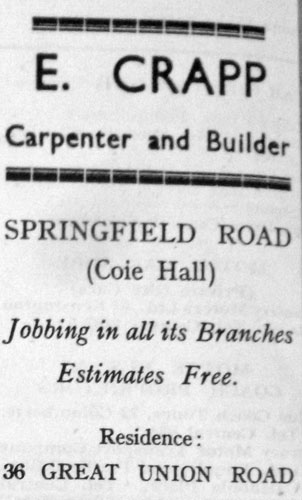 E. CRAPP
Carpenter and Builder
SPRINGFIELD ROAD
(Coie Hall)
Jobbing in all its Branches
Estimates Free.
Residence:
36 GREAT UNION ROAD